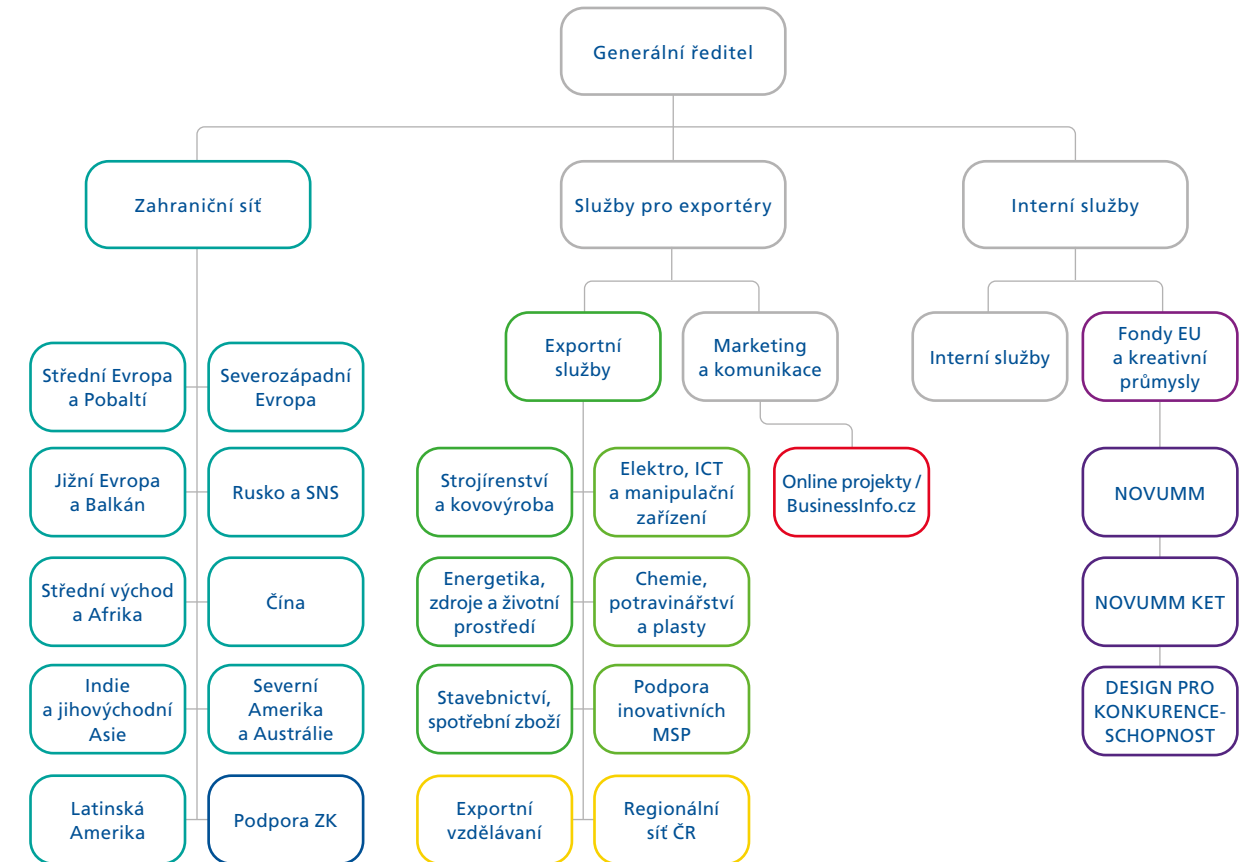 Generální ředitel
Zahraniční síť
Služby pro exportéry
Interní služby
Střední Evropa
a Pobaltí
Severozápadní
Evropa
Exportní
služby
Marketing
a komunikace
Interní služby
Fondy EU
a kreativní
průmysly
Jižní Evropa
a Balkán
Rusko a SNS
Strojírenství
a kovovýroba
Elektro, ICT
a manipulační
zařízení
Online projekty /
BusinessInfo.cz
NOVUMM
Střední východ
a Afrika
Čína
Energetika,
zdroje a životní
prostředí
Chemie,
potravinářství
a plasty
NOVUMM KET
Indie
a jihovýchodní
Asie
Severní
Amerika
a Austrálie
Stavebnictví,
spotřební zboží
Podpora
inovativních
MSP
DESIGN PRO
KONKURENCE-
SCHOPNOST
Latinská
Amerika
Podpora ZK
Exportní
vzdělávaní
Regionální
síť ČR